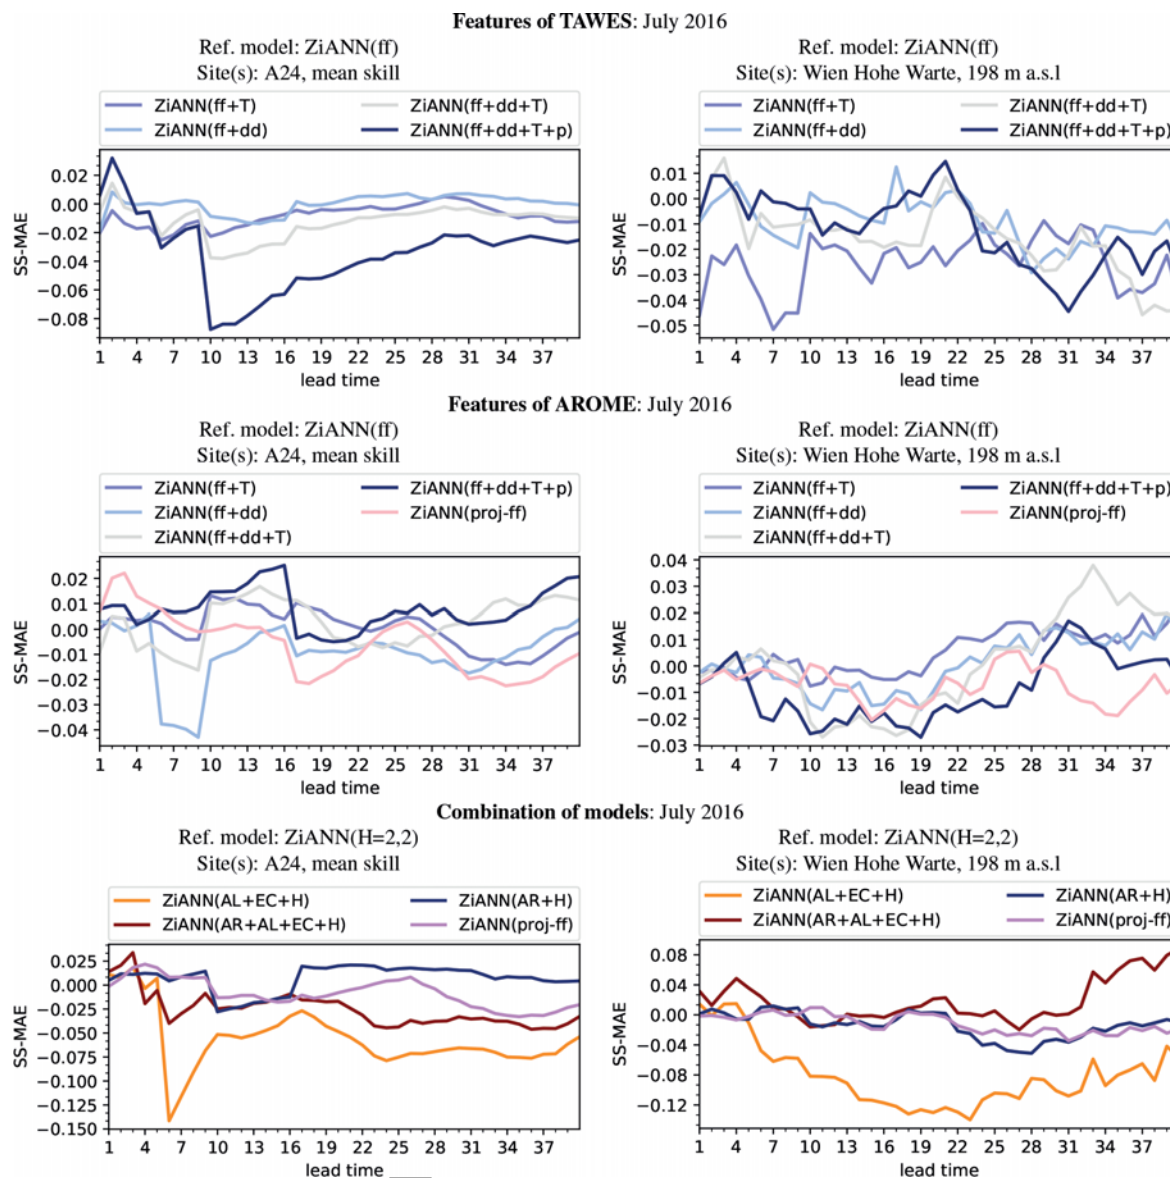 Features of TAWES: July 2016
Ref. model: ZiANN(ff)
Site(s): A24, mean skill
ZiANN(ff+T)
ZiANN(ff+dd+T)
ZiANN(ff+dd)
ZiANN(ff+dd+T+p)
SS-MAE
0.02
0.00
−0.02
−0.04
−0.06
−0.08
1 4 7 10 13 16 19 22 25 28 31 34 37
lead time
Ref. model: ZiANN(ff)
Site(s): Wien Hohe Warte, 198 m a.s.l
ZiANN(ff+T)
ZiANN(ff+dd+T)
ZiANN(ff+dd)
ZiANN(ff+dd+T+p)
SS-MAE
0.01
0.00
−0.01
−0.02
−0.03
−0.04
−0.05
1 4 7 10 13 16 19 22 25 28 31 34 37
lead time
Features of AROME: July 2016
Ref. model: ZiANN(ff)
Site(s): A24, mean skill
ZiANN(ff+T)
ZiANN(ff+dd+T+p)
ZiANN(ff+dd)
ZiANN(proj-ff)
ZiANN(ff+dd+T)
SS-MAE
0.02
0.01
0.00
−0.01
−0.02
−0.03
−0.04
1 4 7 10 13 16 19 22 25 28 31 34 37
lead time
Ref. model: ZiANN(ff)
Site(s): Wien Hohe Warte, 198 m a.s.l
ZiANN(ff+T)
ZiANN(ff+dd+T+p)
ZiANN(ff+dd)
ZiANN(proj-ff)
ZiANN(ff+dd+T)
SS-MAE
0.04
0.03
0.02
0.01
0.00
−0.01
−0.02
−0.03
1 4 7 10 13 16 19 22 25 28 31 34 37
lead time
Combination of models: July 2016
Ref. model: ZiANN(H=2,2)
Site(s): A24, mean skill
ZiANN(AL+EC+H)
ZiANN(AR+H)
ZiANN(AR+AL+EC+H)
ZiANN(proj-ff)
SS-MAE
0.025
0.000
−0.025
−0.050
−0.075
−0.100
−0.125
−0.150
1 4 7 10 13 16 19 22 25 28 31 34 37
lead time
Ref. model: ZiANN(H=2,2)
Site(s): Wien Hohe Warte, 198 m a.s.l
ZiANN(AL+EC+H)
ZiANN(AR+H)
ZiANN(AR+AL+EC+H)
ZiANN(proj-ff)
SS-MAE
0.08
0.04
0.00
−0.04
−0.08
−0.12
1 4 7 10 13 16 19 22 25 28 31 34 37
lead time